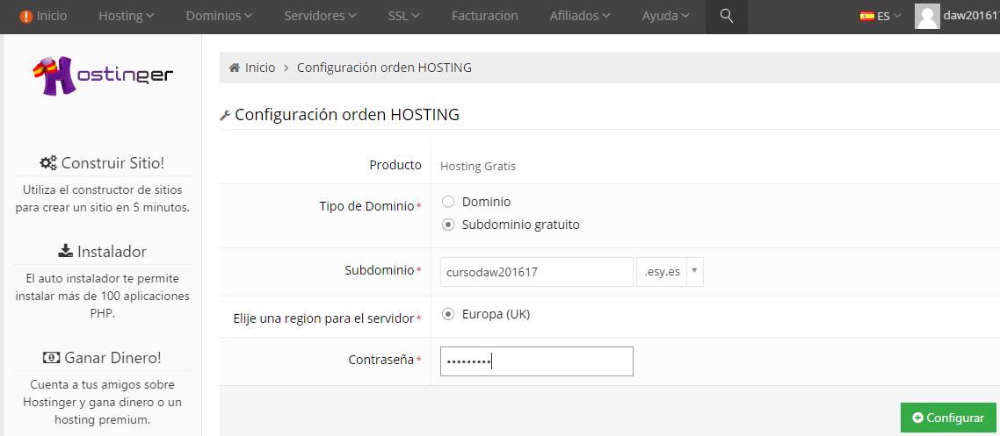 Inicio Hosting Dominios Servidores SSL Facturacion Afiliados Ayuda ES daw201617
Hostinger
Inicio > Configuración orden HOSTING
Configuración orden HOSTING
Construir Sitio!
Utiliza el constructor de sitios
para crear un sitio en 5 minutos.
Instalador
El auto instalador te permite
instalar más de 100 aplicaciones
PHP.
Ganar Dinero!
Cuenta a tus amigos sobre
Hostinger y gana dinero o un
hosting premium.
Producto Hosting Gratis
Tipo de Dominio* Dominio
Subdominio gratuito
Subdominio* cursodaw201617 .esy.es
Elije una region para el servidor* Europa (UK)
Contraseña* •••••••••
Configurar